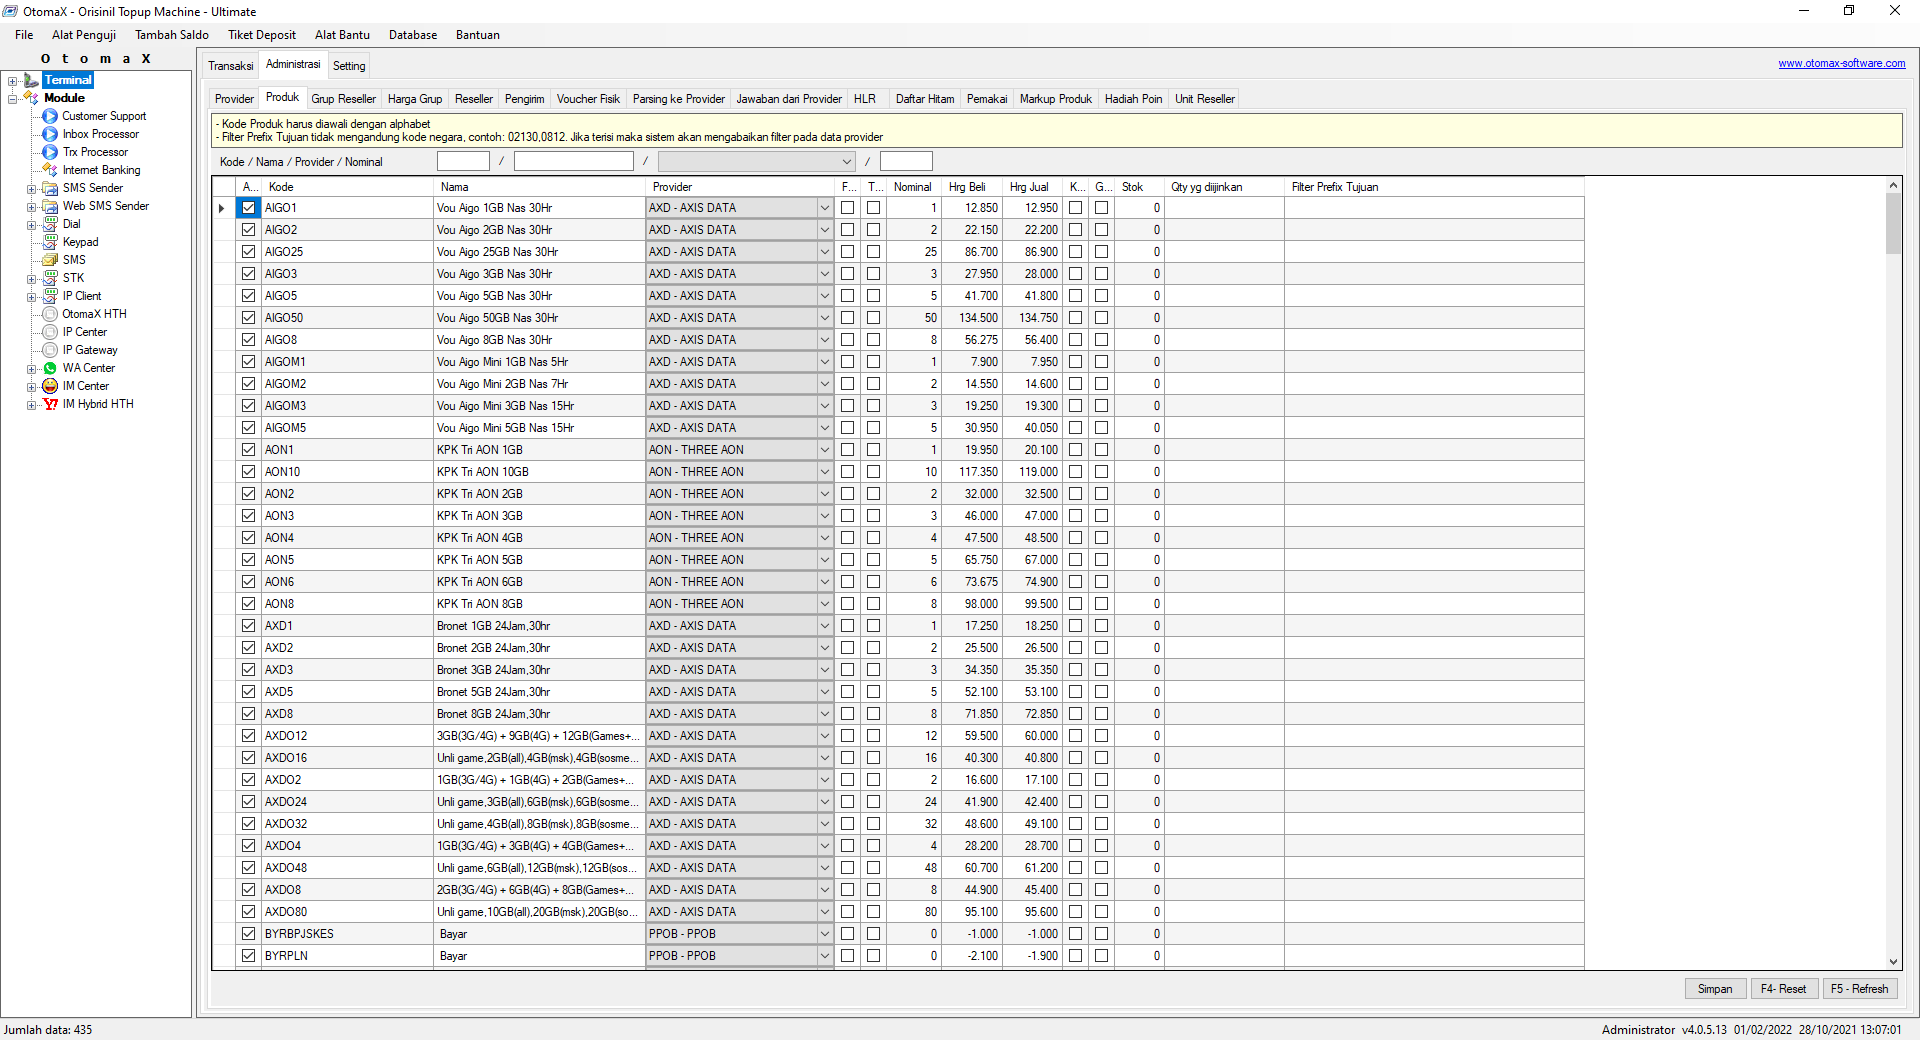 OtomaX - Orisinil Topup Machine - Ultimate
File Alat Penguji Tambah Saldo Tiket Deposit Alat Bantu Database Bantuan
O t o m a X
Terminal
Module
Customer Support
Inbox Processor
Trx Processor
Internet Banking
SMS Sender
Web SMS Sender
Dial
Keypad
SMS
STK
IP Client
OtomaX HTH
IP Center
IP Gateway
WA Center
IM Center
IM Hybrid HTH
Transaksi Administrasi Setting
www.otomax-software.com
Provider Produk Grup Reseller Harga Grup Reseller Pengirim Voucher Fisik Parsing ke Provider Jawaban dari Provider HLR Daftar Hitam Pemakai Markup Produk Hadiah Poin Unit Reseller
- Kode Produk harus diawali dengan alphabet
- Filter Prefix Tujuan tidak mengandung kode negara, contoh: 02130,0812. Jika terisi maka sistem akan mengabaikan filter pada data provider
Kode / Nama / Provider / Nominal / / /
A... Kode Nama Provider F... T... Nominal Hrg Beli Hrg Jual K... G... Stok Qty yg diijinkan Filter Prefix Tujuan
AIGO1 Vou Aigo 1GB Nas 30Hr AXD - AXIS DATA 1 12.850 12.950 0
AIGO2 Vou Aigo 2GB Nas 30Hr AXD - AXIS DATA 2 22.150 22.200 0
AIGO25 Vou Aigo 25GB Nas 30Hr AXD - AXIS DATA 25 86.700 86.900 0
AIGO3 Vou Aigo 3GB Nas 30Hr AXD - AXIS DATA 3 27.950 28.000 0
AIGO5 Vou Aigo 5GB Nas 30Hr AXD - AXIS DATA 5 41.700 41.800 0
AIGO50 Vou Aigo 50GB Nas 30Hr AXD - AXIS DATA 50 134.500 134.750 0
AIGO8 Vou Aigo 8GB Nas 30Hr AXD - AXIS DATA 8 56.275 56.400 0
AIGOM1 Vou Aigo Mini 1GB Nas 5Hr AXD - AXIS DATA 1 7.900 7.950 0
AIGOM2 Vou Aigo Mini 2GB Nas 7Hr AXD - AXIS DATA 2 14.550 14.600 0
AIGOM3 Vou Aigo Mini 3GB Nas 15Hr AXD - AXIS DATA 3 19.250 19.300 0
AIGOM5 Vou Aigo Mini 5GB Nas 15Hr AXD - AXIS DATA 5 30.950 40.050 0
AON1 KPK Tri AON 1GB AON - THREE AON 1 19.950 20.100 0
AON10 KPK Tri AON 10GB AON - THREE AON 10 117.350 119.000 0
AON2 KPK Tri AON 2GB AON - THREE AON 2 32.000 32.500 0
AON3 KPK Tri AON 3GB AON - THREE AON 3 46.000 47.000 0
AON4 KPK Tri AON 4GB AON - THREE AON 4 47.500 48.500 0
AON5 KPK Tri AON 5GB AON - THREE AON 5 65.750 67.000 0
AON6 KPK Tri AON 6GB AON - THREE AON 6 73.675 74.900 0
AON8 KPK Tri AON 8GB AON - THREE AON 8 98.000 99.500 0
AXD1 Bronet 1GB 24Jam,30hr AXD - AXIS DATA 1 17.250 18.250 0
AXD2 Bronet 2GB 24Jam,30hr AXD - AXIS DATA 2 25.500 26.500 0
AXD3 Bronet 3GB 24Jam,30hr AXD - AXIS DATA 3 34.350 35.350 0
AXD5 Bronet 5GB 24Jam,30hr AXD - AXIS DATA 5 52.100 53.100 0
AXD8 Bronet 8GB 24Jam,30hr AXD - AXIS DATA 8 71.850 72.850 0
AXDO12 3GB(3G/4G) + 9GB(4G) + 12GB(Games+... AXD - AXIS DATA 12 59.500 60.000 0
AXDO16 Unli game,2GB(all),4GB(msk),4GB(sosme... AXD - AXIS DATA 16 40.300 40.800 0
AXDO2 1GB(3G/4G) + 1GB(4G) + 2GB(Games+... AXD - AXIS DATA 2 16.600 17.100 0
AXDO24 Unli game,3GB(all),6GB(msk),6GB(sosme... AXD - AXIS DATA 24 41.900 42.400 0
AXDO32 Unli game,4GB(all),8GB(msk),8GB(sosme... AXD - AXIS DATA 32 48.600 49.100 0
AXDO4 1GB(3G/4G) + 3GB(4G) + 4GB(Games+... AXD - AXIS DATA 4 28.200 28.700 0
AXDO48 Unli game,6GB(all),12GB(msk),12GB(sos... AXD - AXIS DATA 48 60.700 61.200 0
AXDO8 2GB(3G/4G) + 6GB(4G) + 8GB(Games+... AXD - AXIS DATA 8 44.900 45.400 0
AXDO80 Unli game,10GB(all),20GB(msk),20GB(so... AXD - AXIS DATA 80 95.100 95.600 0
BYRBPJSKES Bayar PPOB - PPOB 0 -1.000 -1.000 0
BYRPLN Bayar PPOB - PPOB 0 -2.100 -1.900 0
Simpan F4- Reset F5 - Refresh
Jumlah data: 435 Administrator v4.0.5.13 01/02/2022 28/10/2021 13:07:01